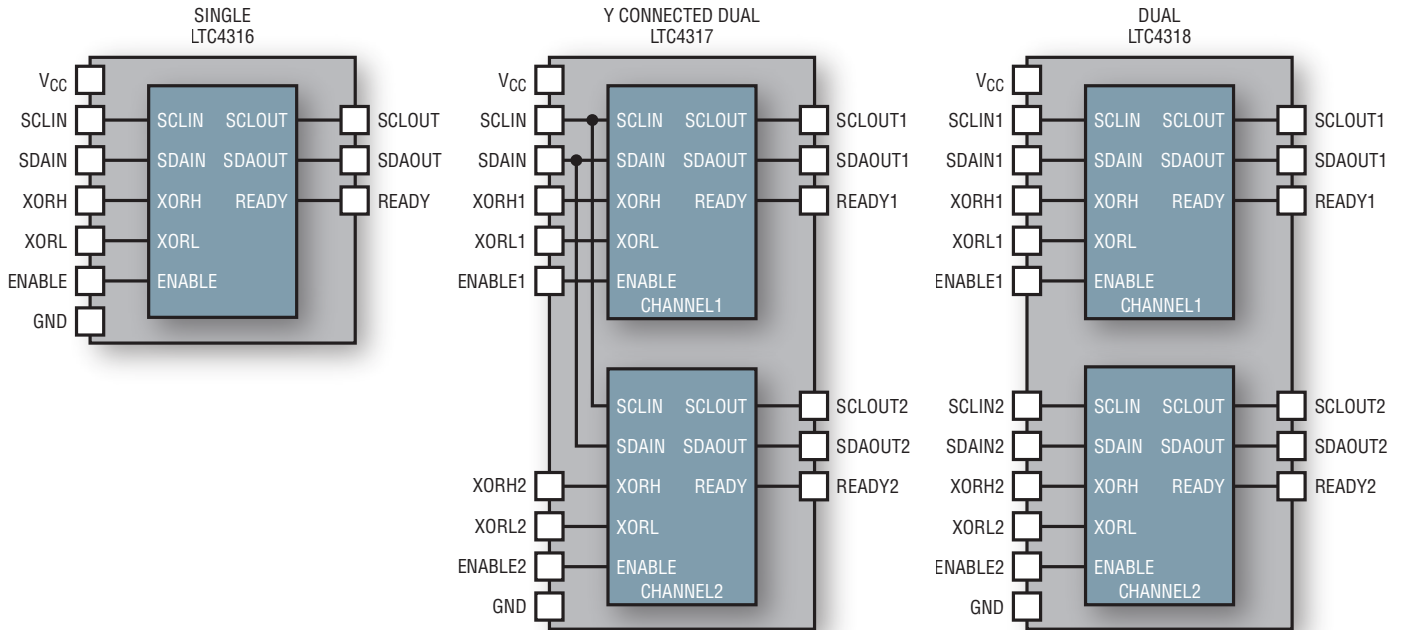 SINGLE
LTC4316
VCC
SCLIN
SDAIN
XORH
XORL
ENABLE
GND
SCLIN SCLOUT
SDAIN SDAOUT
XORH READY
XORL
ENABLE
SCLOUT
SDAOUT
READY
Y CONNECTED DUAL
LTC4317
VCC
SCLIN
SDAIN
XORH1
XORL1
ENABLE1
SCLIN SCLOUT
SDAIN SDAOUT
XORH READY
XORL
ENABLE
CHANNEL1
SCLOUT1
SDAOUT1
READY1
XORH2
XORL2
ENABLE2
GND
SCLIN SCLOUT
SDAIN SDAOUT
XORH READY
XORL
ENABLE
CHANNEL2
SCLOUT2
SDAOUT2
READY2
DUAL
LTC4318
VCC
SCLIN1
SDAIN1
XORH1
XORL1
ENABLE1
SCLIN SCLOUT
SDAIN SDAOUT
XORH READY
XORL
ENABLE
CHANNEL1
SCLOUT1
SDAOUT1
READY1
SCLIN2
SDAIN2
XORH2
XORL2
ENABLE2
GND
SCLIN SCLOUT
SDAIN SDAOUT
XORH READY
XORL
ENABLE
CHANNEL2
SCLOUT2
SDAOUT2
READY2